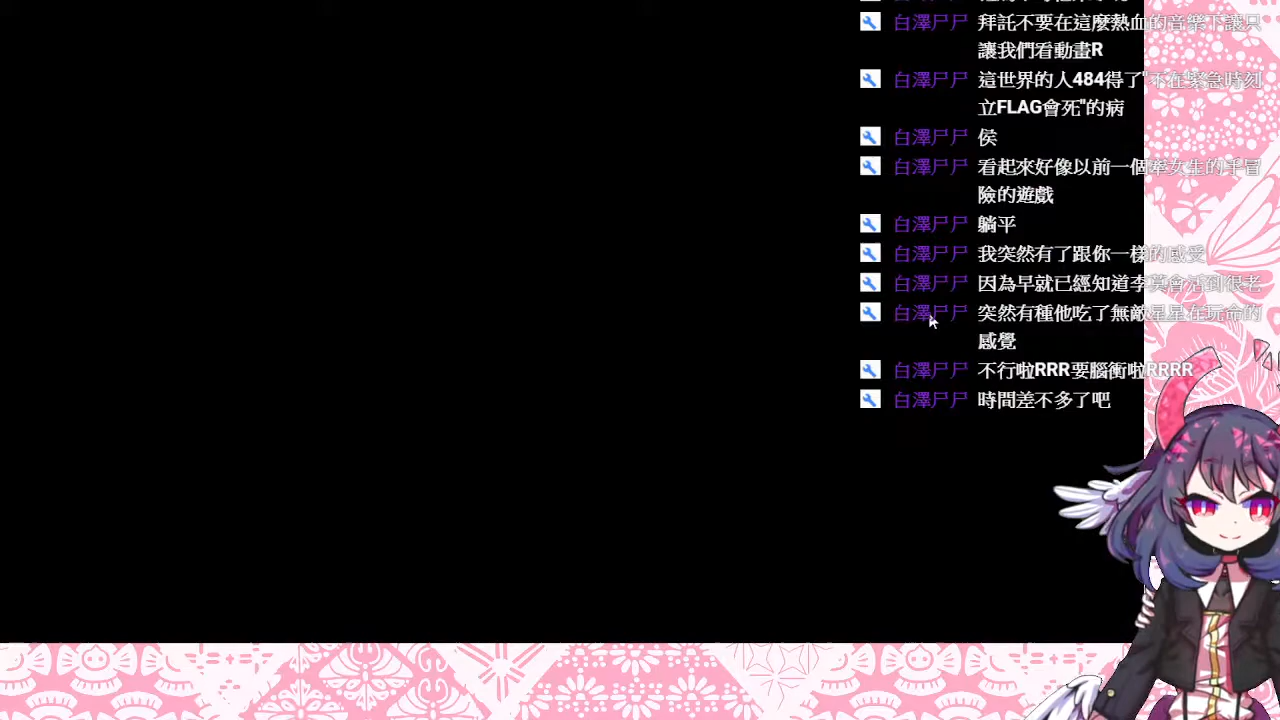 白澤尸尸 拜託不要在這麼熱血的音樂下讓只
讓我們看動畫R
白澤尸尸 這世界的人484得了"不在緊急時刻
立FLAG會死"的病
白澤尸尸 侯
白澤尸尸 看起來好像以前一個牽女生的手冒
險的遊戲
白澤尸尸 躺平
白澤尸尸 我突然有了跟你一樣的感受
白澤尸尸 因為早就已經知道李莫會活到很老
白澤尸尸 突然有種他吃了無敵星星在玩命的
感覺
白澤尸尸 不行啦RRR要腦衝啦RRRR
白澤尸尸 時間差不多了吧